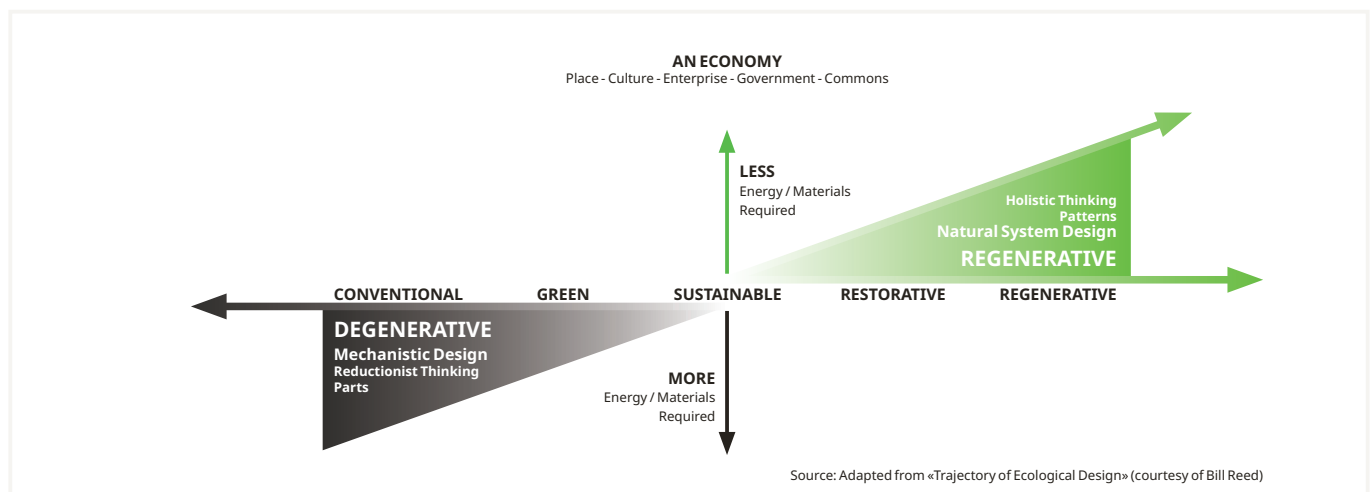 AN ECONOMY
Place - Culture - Enterprise - Government - Commons
LESS
Energy / Materials
Required
Holistic Thinking
Patterns
Natural System Design
REGENERATIVE
CONVENTIONAL
GREEN
SUSTAINABLE
RESTORATIVE
REGENERATIVE
DEGENERATIVE
Mechanistic Design
Reductionist Thinking
Parts
MORE
Energy / Materials
Required
Source: Adapted from «Trajectory of Ecological Design» (courtesy of Bill Reed)